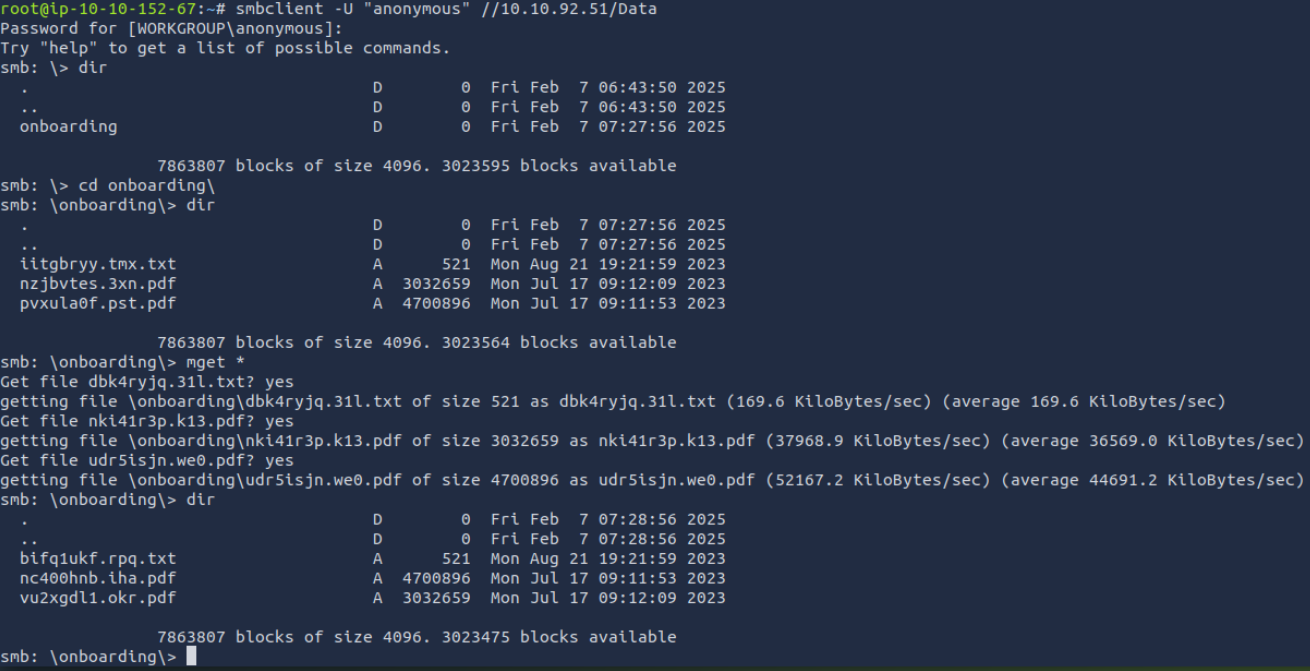 root@ip-10-10-152-67:~# smbclient -U "anonymous" //10.10.92.51/Data
Password for [WORKGROUP\anonymous]:
Try "help" to get a list of possible commands.
smb: \> dir
  .                                   D        0  Fri Feb  7 06:43:50 2025
  ..                                  D        0  Fri Feb  7 06:43:50 2025
  onboarding                          D        0  Fri Feb  7 07:27:56 2025
                7863807 blocks of size 4096. 3023595 blocks available
smb: \> cd onboarding\
smb: \onboarding\> dir
  .                                   D        0  Fri Feb  7 07:27:56 2025
  ..                                  D        0  Fri Feb  7 07:27:56 2025
  iitgbryy.tmx.txt                    A      521  Mon Aug 21 19:21:59 2023
  nzjbvtes.3xn.pdf                    A  3032659  Mon Jul 17 09:12:09 2023
  pvxula0f.pst.pdf                    A  4700896  Mon Jul 17 09:11:53 2023
                7863807 blocks of size 4096. 3023564 blocks available
smb: \onboarding\> mget *
Get file dbk4ryjq.31l.txt? yes
getting file \onboarding\dbk4ryjq.31l.txt of size 521 as dbk4ryjq.31l.txt (169.6 KiloBytes/sec) (average 169.6 KiloBytes/sec)
Get file nki41r3p.k13.pdf? yes
getting file \onboarding\nki41r3p.k13.pdf of size 3032659 as nki41r3p.k13.pdf (37968.9 KiloBytes/sec) (average 36569.0 KiloBytes/sec)
Get file udr5isjn.we0.pdf? yes
getting file \onboarding\udr5isjn.we0.pdf of size 4700896 as udr5isjn.we0.pdf (52167.2 KiloBytes/sec) (average 44691.2 KiloBytes/sec)
smb: \onboarding\> dir
  .                                   D        0  Fri Feb  7 07:28:56 2025
  ..                                  D        0  Fri Feb  7 07:28:56 2025
  bifq1ukf.rpq.txt                    A      521  Mon Aug 21 19:21:59 2023
  nc400hnb.iha.pdf                    A  4700896  Mon Jul 17 09:11:53 2023
  vu2xgdl1.okr.pdf                    A  3032659  Mon Jul 17 09:12:09 2023
                7863807 blocks of size 4096. 3023475 blocks available
smb: \onboarding\>